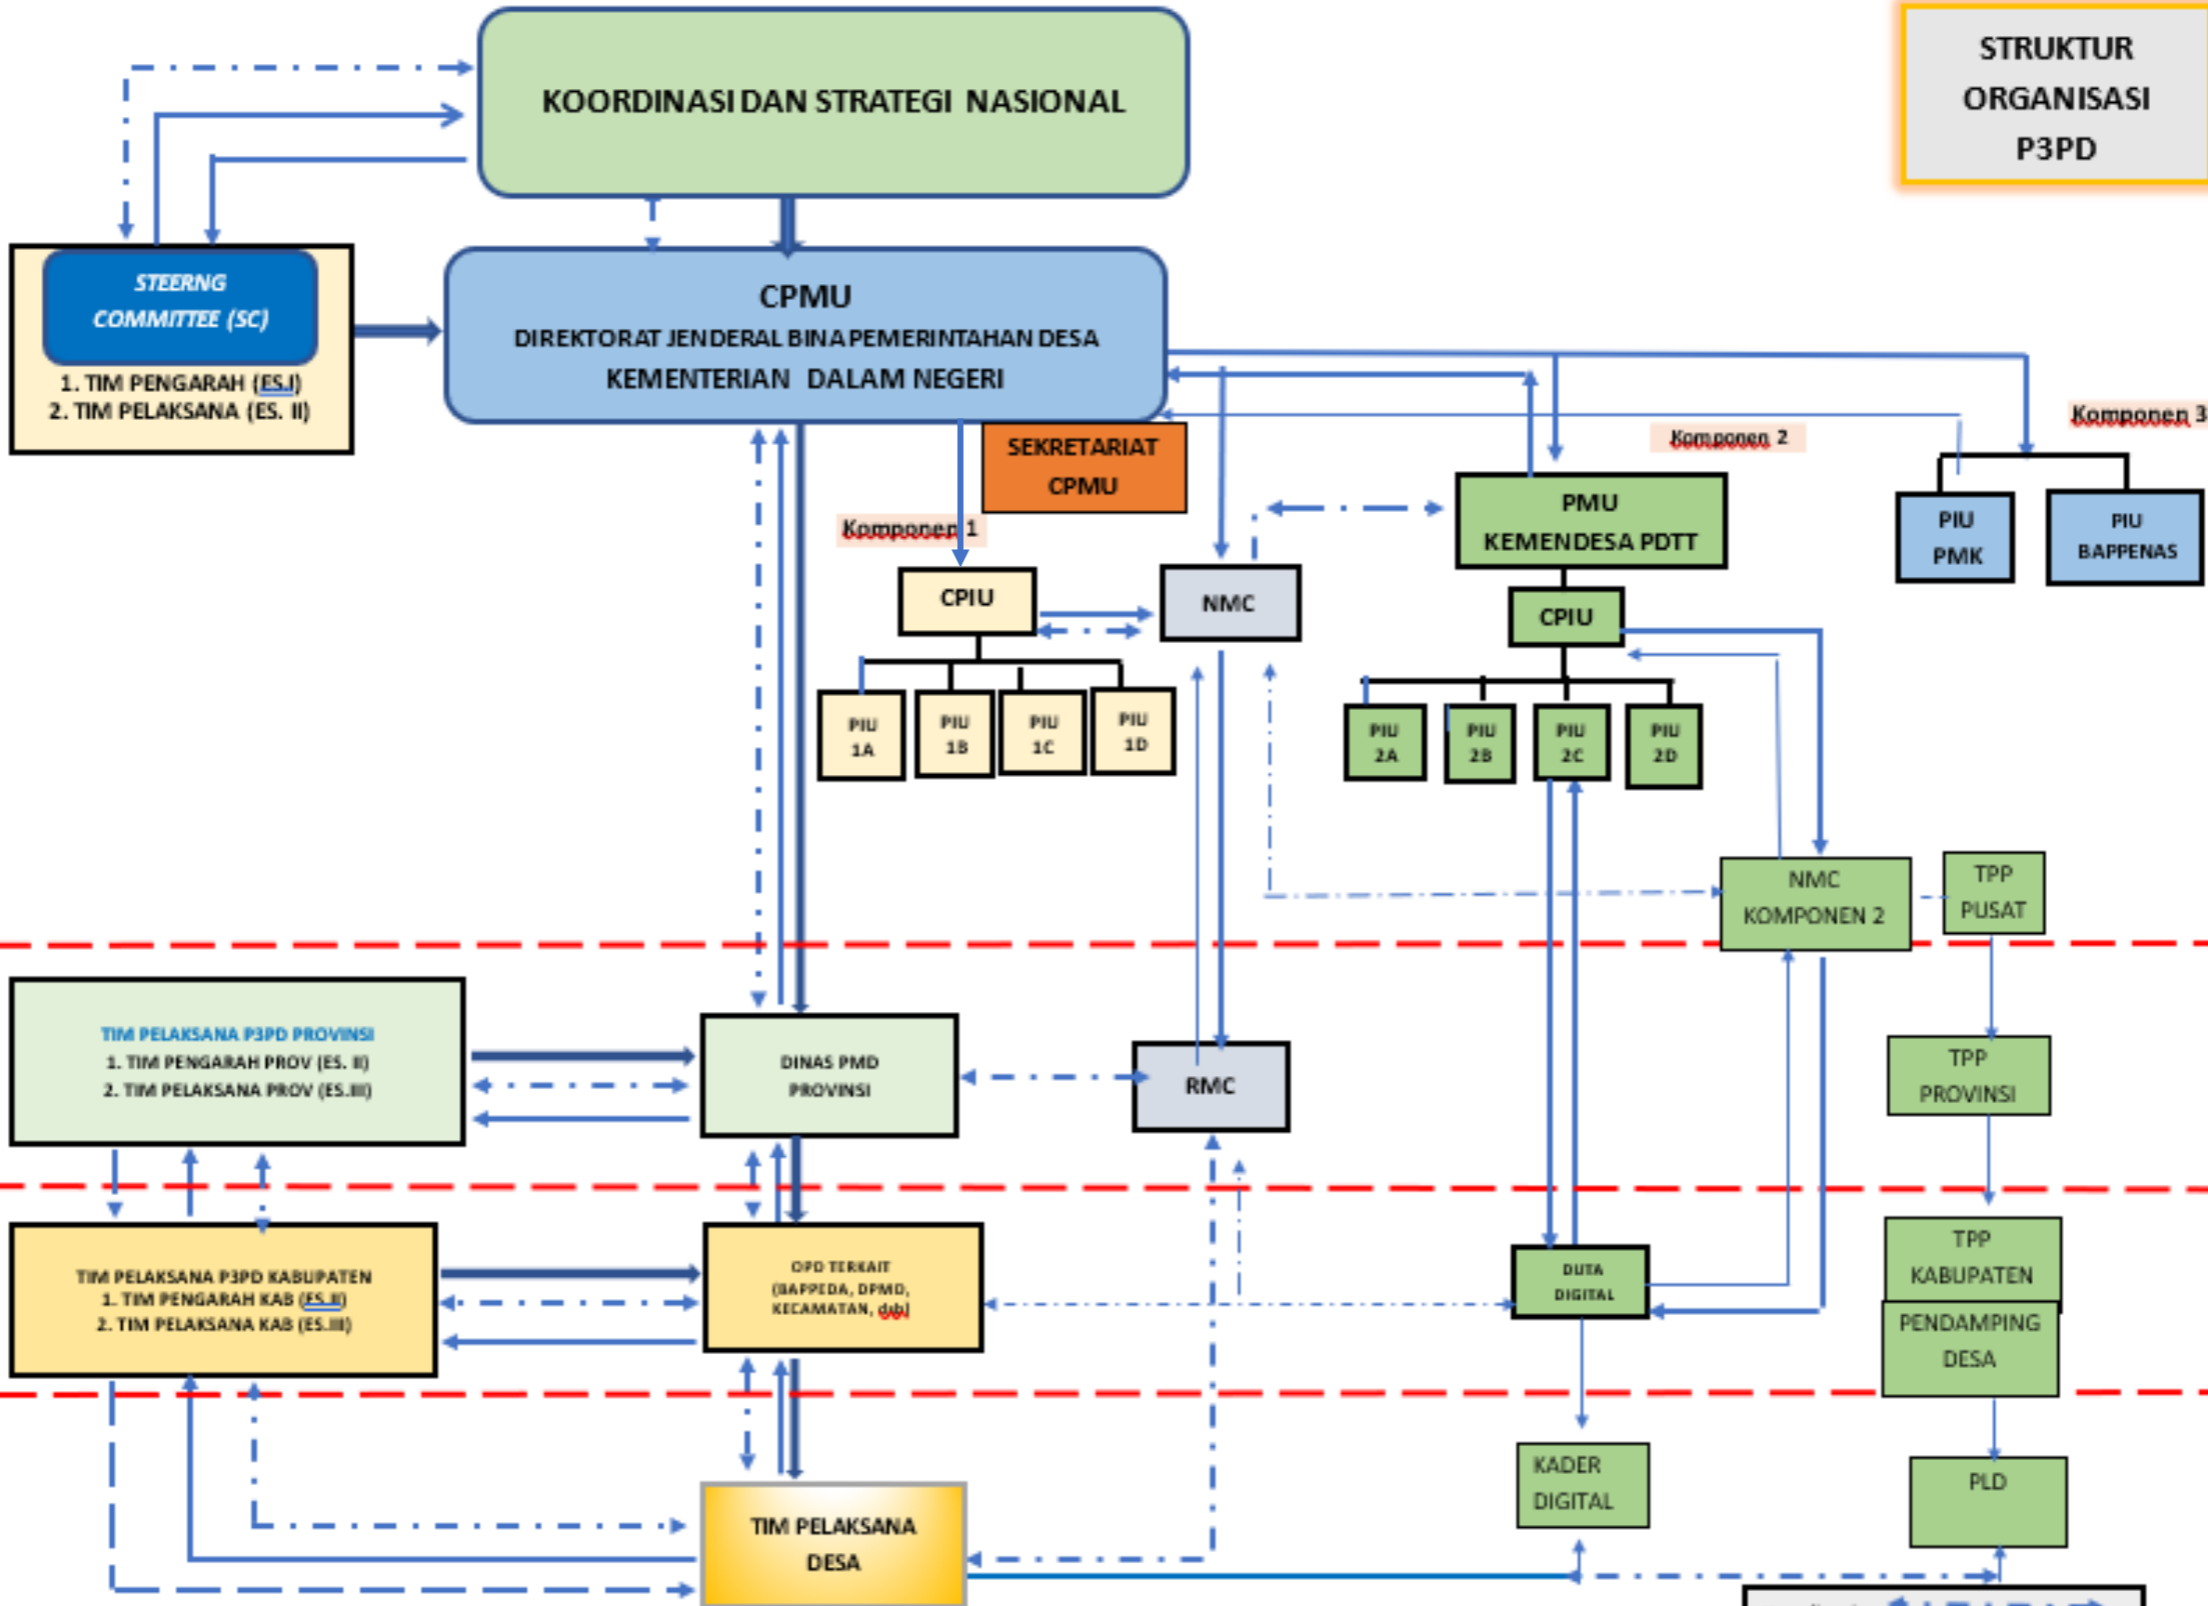 KOORDINASI DAN STRATEGI NASIONAL
STRUKTUR
ORGANISASI
P3PD
STEERNG
COMMITTEE (SC)
1. TIM PENGARAH (ES.I)
2. TIM PELAKSANA (ES. II)
CPMU
DIREKTORAT JENDERAL BINA PEMERINTAHAN DESA
KEMENTERIAN DALAM NEGERI
SEKRETARIAT
CPMU
Komponen 1
Komponen 2
Komponen 3
PMU
KEMENDESA PDTT
PIU
PMK
PIU
BAPPENAS
CPIU
NMC
CPIU
PIU
1A
PIU
1B
PIU
1C
PIU
1D
PIU
2A
PIU
2B
PIU
2C
PIU
2D
NMC
KOMPONEN 2
TPP
PUSAT
TIM PELAKSANA P3PD PROVINSI
1. TIM PENGARAH PROV (ES. II)
2. TIM PELAKSANA PROV (ES.III)
DINAS PMD
PROVINSI
RMC
TPP
PROVINSI
TIM PELAKSANA P3PD KABUPATEN
1. TIM PENGARAH KAB (ES.II)
2. TIM PELAKSANA KAB (ES.III)
OPD TERKAIT
(BAPPEDA, DPMD,
KECAMATAN, dsb)
DUTA
DIGITAL
TPP
KABUPATEN
PENDAMPING
DESA
KADER
DIGITAL
PLD
TIM PELAKSANA
DESA